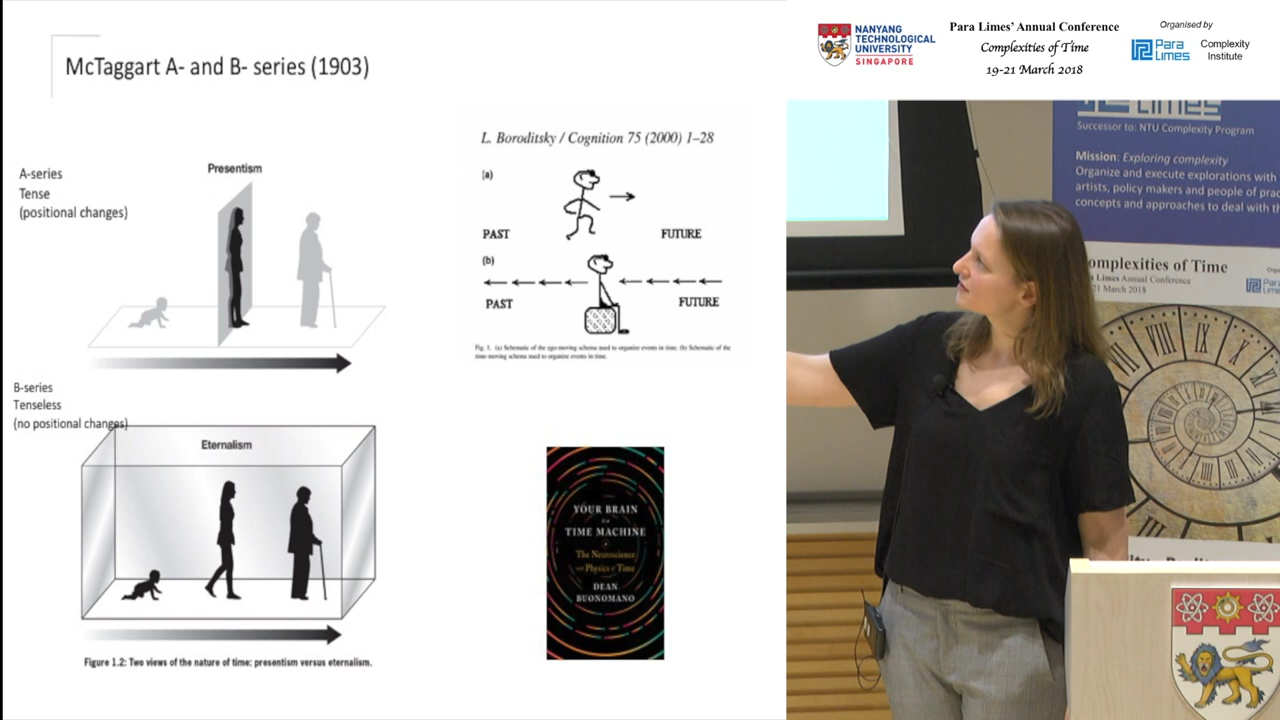 McTaggart A- and B- series (1903)
A-series
Tense
(positional changes)
Presentism
B-series
Tenseless
(no positional changes)
Eternalism
Figure 1.2: Two views of the nature of time: presentism versus eternalism.
L. Boroditsky / Cognition 75 (2000) 1–28
(a)
PAST FUTURE
(b)
PAST FUTURE
Fig. 1. (a) Schematic of the ego-moving schema used to organize events in time. (b) Schematic of the
time-moving schema used to organize events in time.
YOUR BRAIN
is a
TIME MACHINE
The Neuroscience
and Physics of Time
DEAN
BUONOMANO
NANYANG
TECHNOLOGICAL
UNIVERSITY
SINGAPORE
Para Limes' Annual Conference
Complexities of Time
19-21 March 2018
Organised by
Para
LIMES
Complexity
Institute
LIMES
Successor to: NTU Complexity Program
Mission: Exploring complexity
Organize and execute explorations with
artists, policy makers and people of prac
concepts and approaches to deal with th
omplexities of Time
Limes Annual Conference
21 March 2018
Para
LIMES
VIII IX X